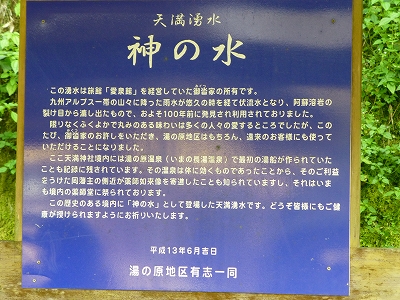 天満湧水
神の水
この湧水は旅館「愛泉館」を経営していた御沓家の所有です。
九州アルプス一帯の山々に降った雨水が悠久の時を経て伏流水となり、阿蘇溶岩の
裂け目から湧し出たもので、およそ100年前に発見され利用されておりました。
限りなくふくよかで丸みのある味わいは多くの人々の愛するところでしたが、この
たび、御沓家のお許しをいただき、湯の原地区はもちろん、遠来のお客様にも使って
いただけることになりました。
ここ天満神社境内には湯の原温泉（いまの長湯温泉）で最初の湯船が作られていた
ことも記録に残されています。その温泉は体に効くものであったことから、そのご利益
をうけた岡藩主の側近が薬師如来像を寄進したことも知られていますし、それはいま
も境内の薬師堂に祭られております。
この歴史のある境内に「神の水」として登場した天満湧水です。どうぞ皆様にもご健
康が授けられますようにお祈りいたします。
平成13年6月吉日
湯の原地区有志一同